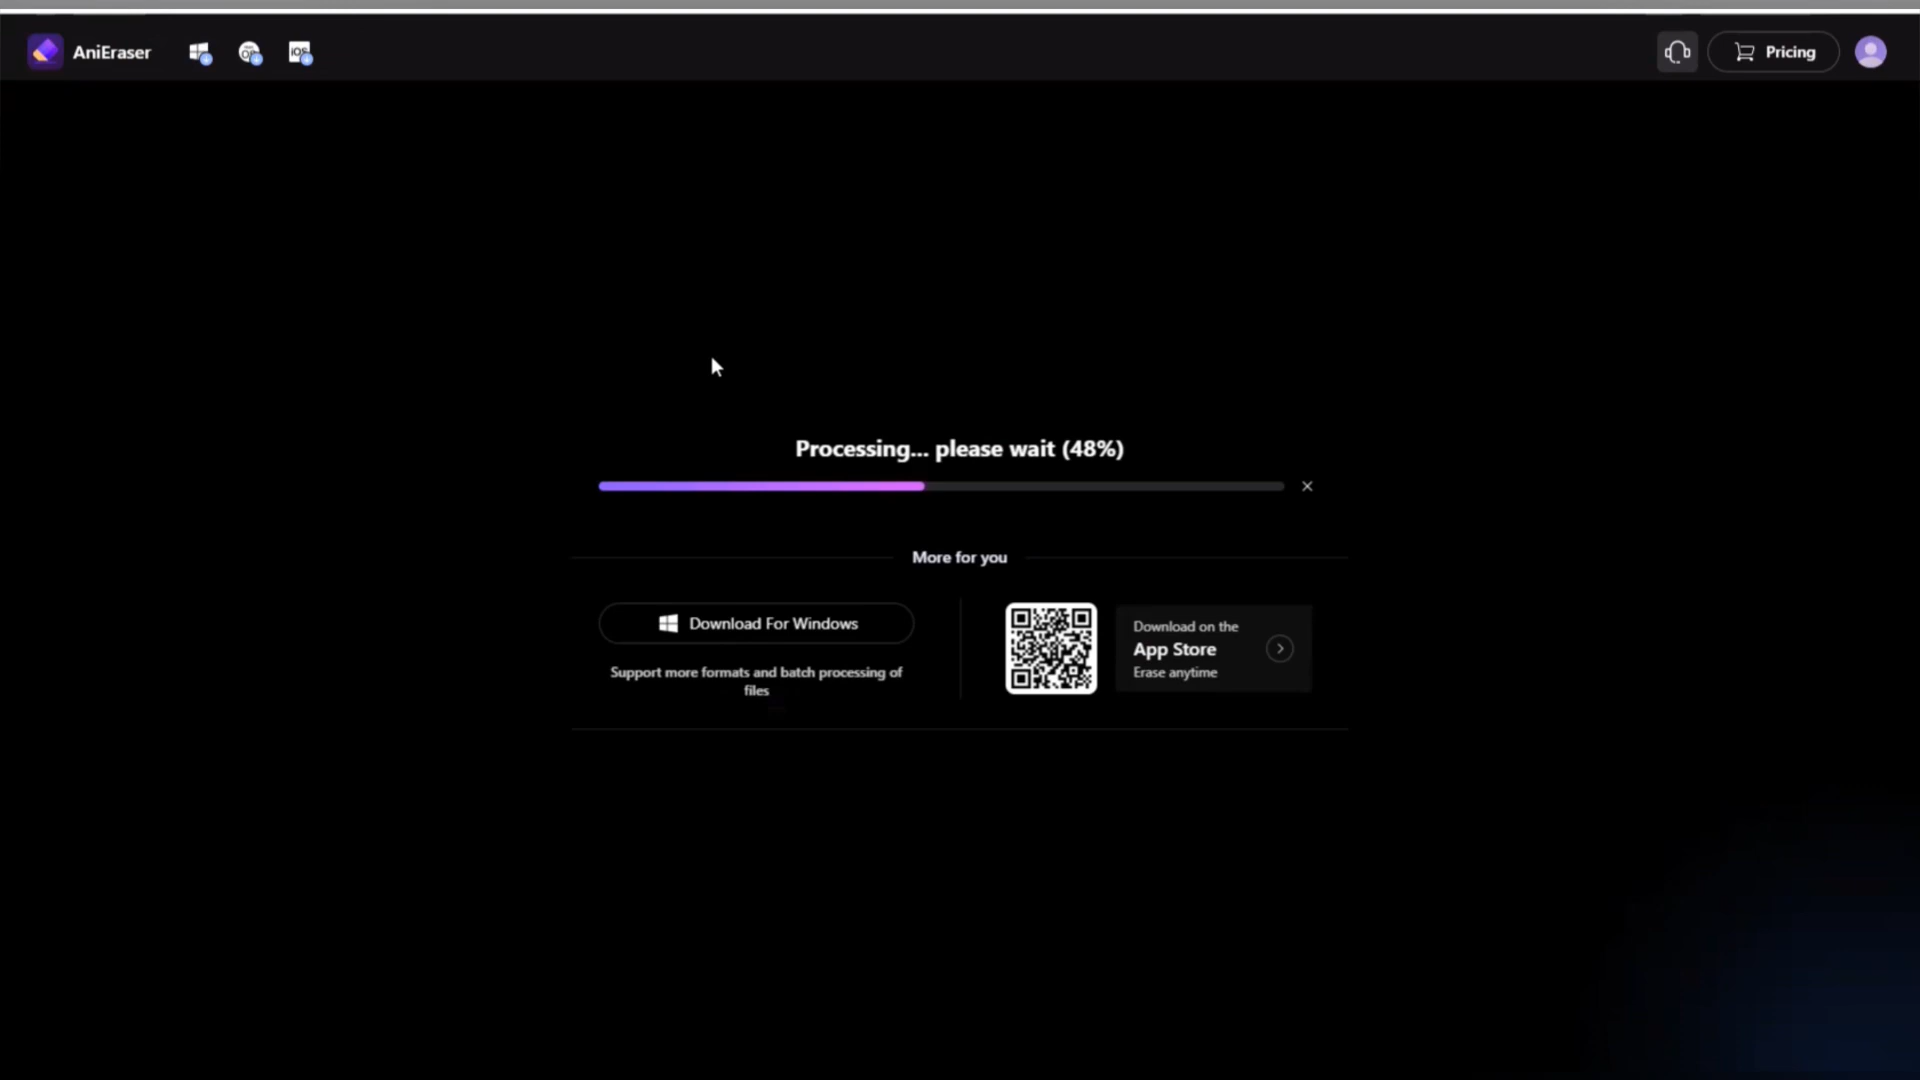 AniEraser
iOS
Pricing
Processing... please wait (48%)
More for you
Download For Windows
Support more formats and batch processing of
files
Download on the
App Store
Erase anytime